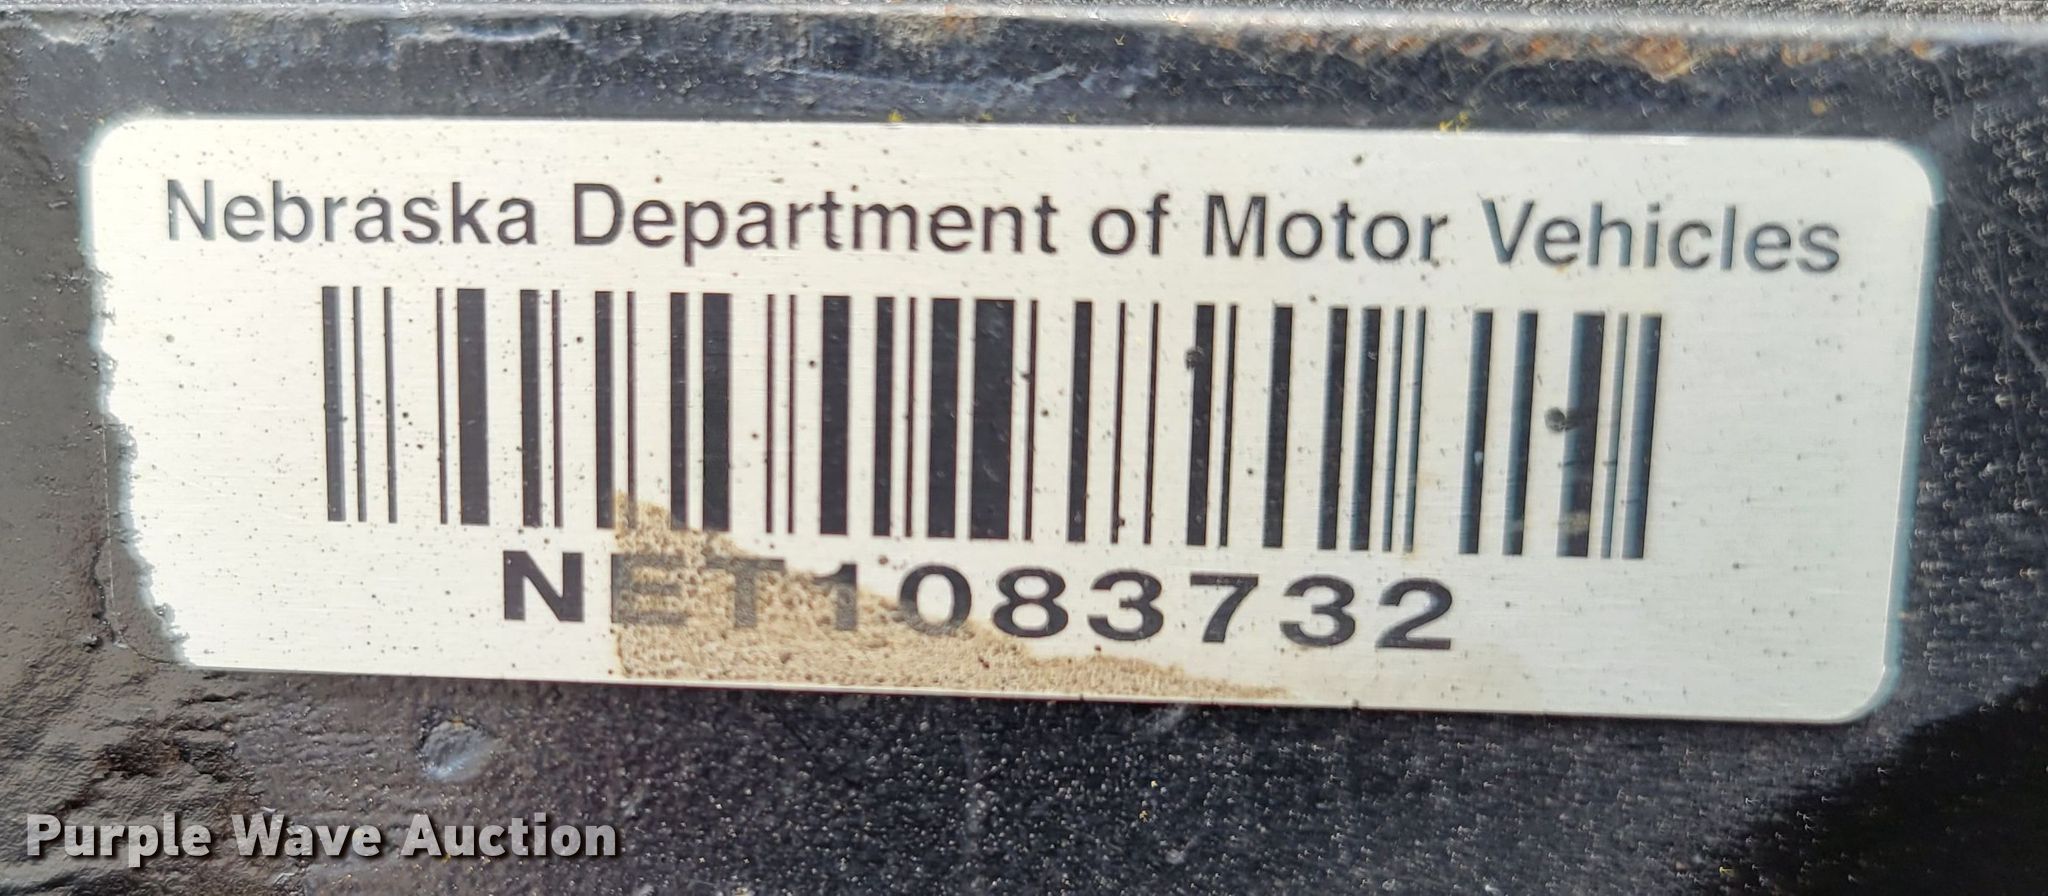 Nebraska Department of Motor Vehicles
NET1083732
Purple Wave Auction